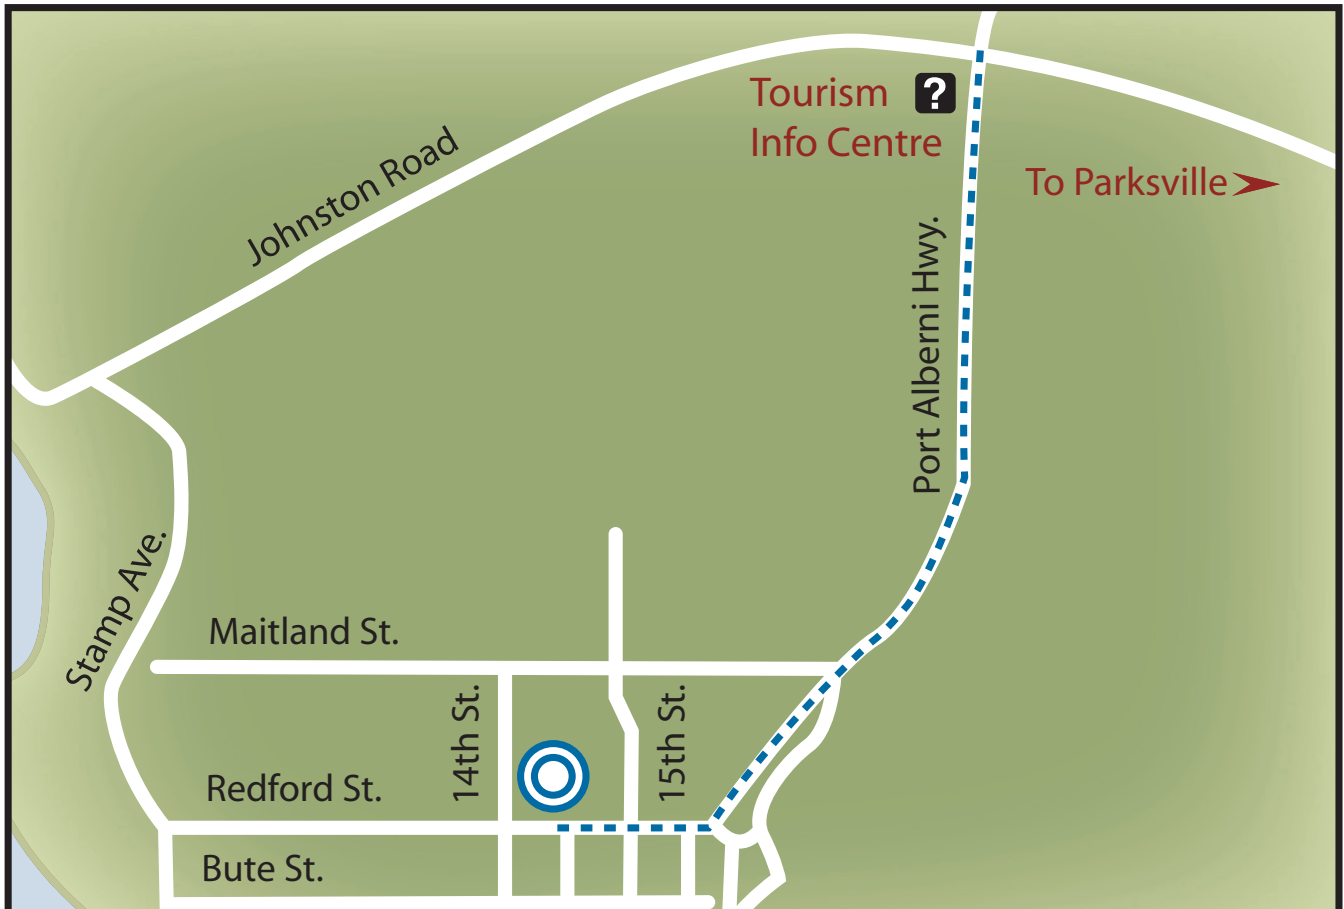 Tourism
Info Centre
?
Johnston Road
To Parksville
Port Alberni Hwy.
Stamp Ave.
Maitland St.
14th St.
15th St.
Redford St.
Bute St.